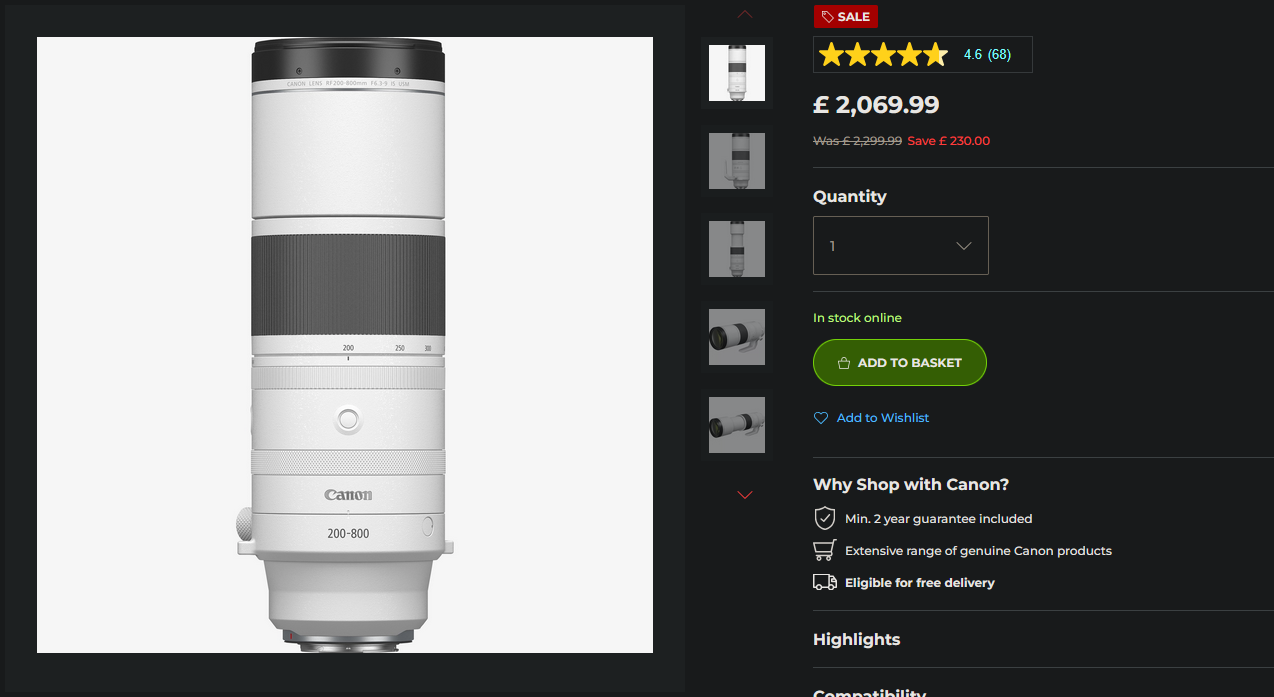 CANON LENS RF200-800mm F6.3-9 IS USM
200 250 300
Canon
200-800
SALE
4.6 (68)
£ 2,069.99
Was £ 2,299.99 Save £ 230.00
Quantity
1
In stock online
ADD TO BASKET
Add to Wishlist
Why Shop with Canon?
Min. 2 year guarantee included
Extensive range of genuine Canon products
Eligible for free delivery
Highlights
Compatibility